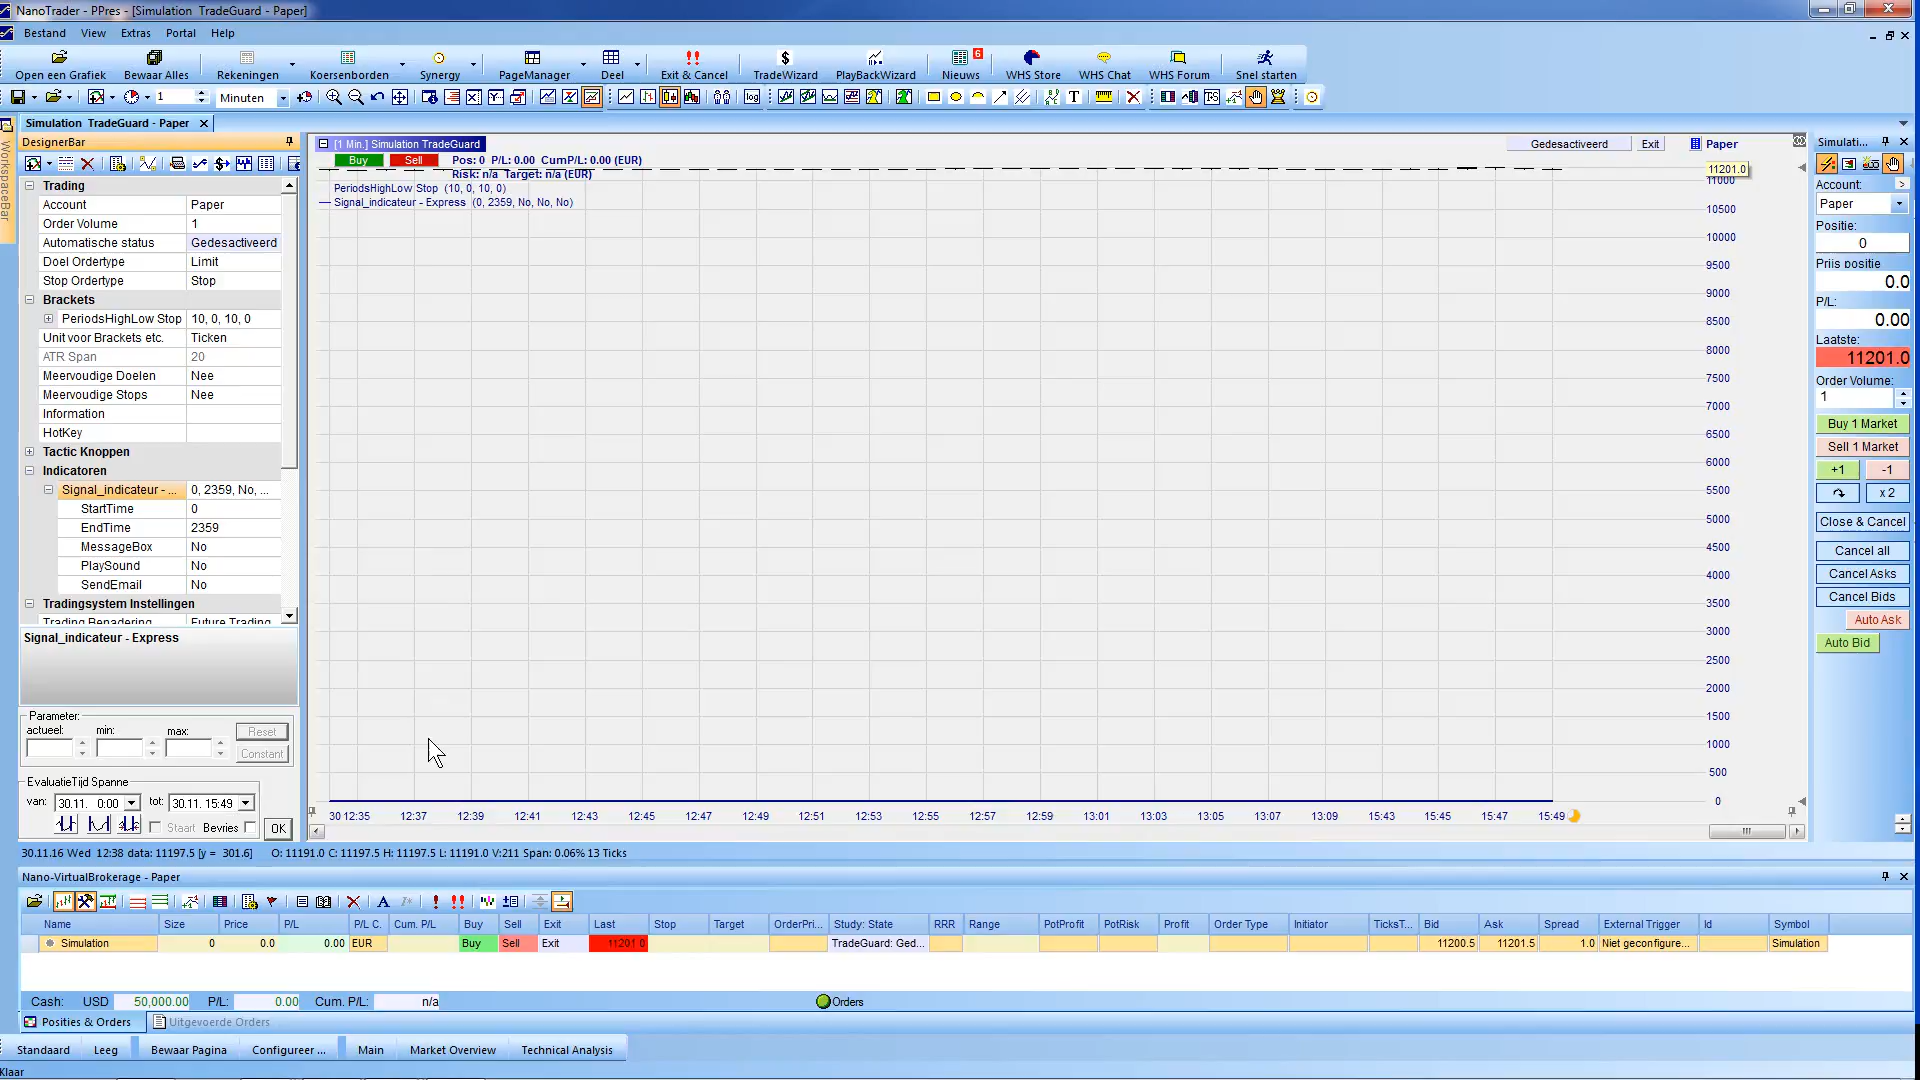 NanoTrader - PPres - [Simulation TradeGuard - Paper]
Bestand View Extras Portal Help
Open een Grafiek Bewaar Alles Rekeningen Koersenborden Synergy PageManager Deel Exit & Cancel TradeWizard PlayBackWizard Nieuws 6 WHS Store WHS Chat WHS Forum Snel starten
1 Minuten
Simulation TradeGuard - Paper
WorkspaceBar
DesignerBar
Trading
Account Paper
Order Volume 1
Automatische status Gedesactiveerd
Doel Ordertype Limit
Stop Ordertype Stop
Brackets
PeriodsHighLow Stop 10, 0, 10, 0
Unit voor Brackets etc. Ticken
ATR Span 20
Meervoudige Doelen Nee
Meervoudige Stops Nee
Information
HotKey
Tactic Knoppen
Indicatoren
Signal_indicateur - ... 0, 2359, No, ...
StartTime 0
EndTime 2359
MessageBox No
PlaySound No
SendEmail No
Tradingsystem Instellingen
Trading Benadering Future Trading
Signal_indicateur - Express
Parameter:
actueel: min: max: Reset
Constant
EvaluatieTijd Spanne
van: 30.11. 0:00 tot: 30.11. 15:49
Staart Bevries OK
[1 Min.] Simulation TradeGuard Gedesactiveerd Exit Paper
Buy Sell Pos: 0 P/L: 0.00 CumP/L: 0.00 (EUR)
Risk: n/a Target: n/a (EUR)
PeriodsHighLow Stop (10, 0, 10, 0)
Signal_indicateur - Express (0, 2359, No, No, No)
11201.0
11000
10500
10000
9500
9000
8500
8000
7500
7000
6500
6000
5500
5000
4500
4000
3500
3000
2500
2000
1500
1000
500
0
30 12:35 12:37 12:39 12:41 12:43 12:45 12:47 12:49 12:51 12:53 12:55 12:57 12:59 13:01 13:03 13:05 13:07 13:09 15:43 15:45 15:47 15:49
Simulati...
Account:
Paper
Positie:
0
Prijs positie
0.0
P/L:
0.00
Laatste:
11201.0
Order Volume:
1
Buy 1 Market
Sell 1 Market
+1 -1
x 2
Close & Cancel
Cancel all
Cancel Asks
Cancel Bids
Auto Ask
Auto Bid
30.11.16 Wed 12:38 data: 11197.5 [y = 301.6] O: 11191.0 C: 11197.5 H: 11197.5 L: 11191.0 V:211 Span: 0.06% 13 Ticks
Nano-VirtualBrokerage - Paper
Name Size Price P/L P/L C. Cum. P/L Buy Sell Exit Last Stop Target OrderPri... Study: State RRR Range PotProfit PotRisk Profit Order Type Initiator TicksT... Bid Ask Spread External Trigger Id Symbol
Simulation 0 0.0 0.00 EUR Buy Sell Exit 11201.0 TradeGuard: Ged... 11200.5 11201.5 1.0 Niet geconfigure... Simulation
Cash: USD 50,000.00 P/L: 0.00 Cum. P/L: n/a Orders
Posities & Orders Uitgevoerde Orders
Standaard Leeg Bewaar Pagina Configureer ... Main Market Overview Technical Analysis
Klaar